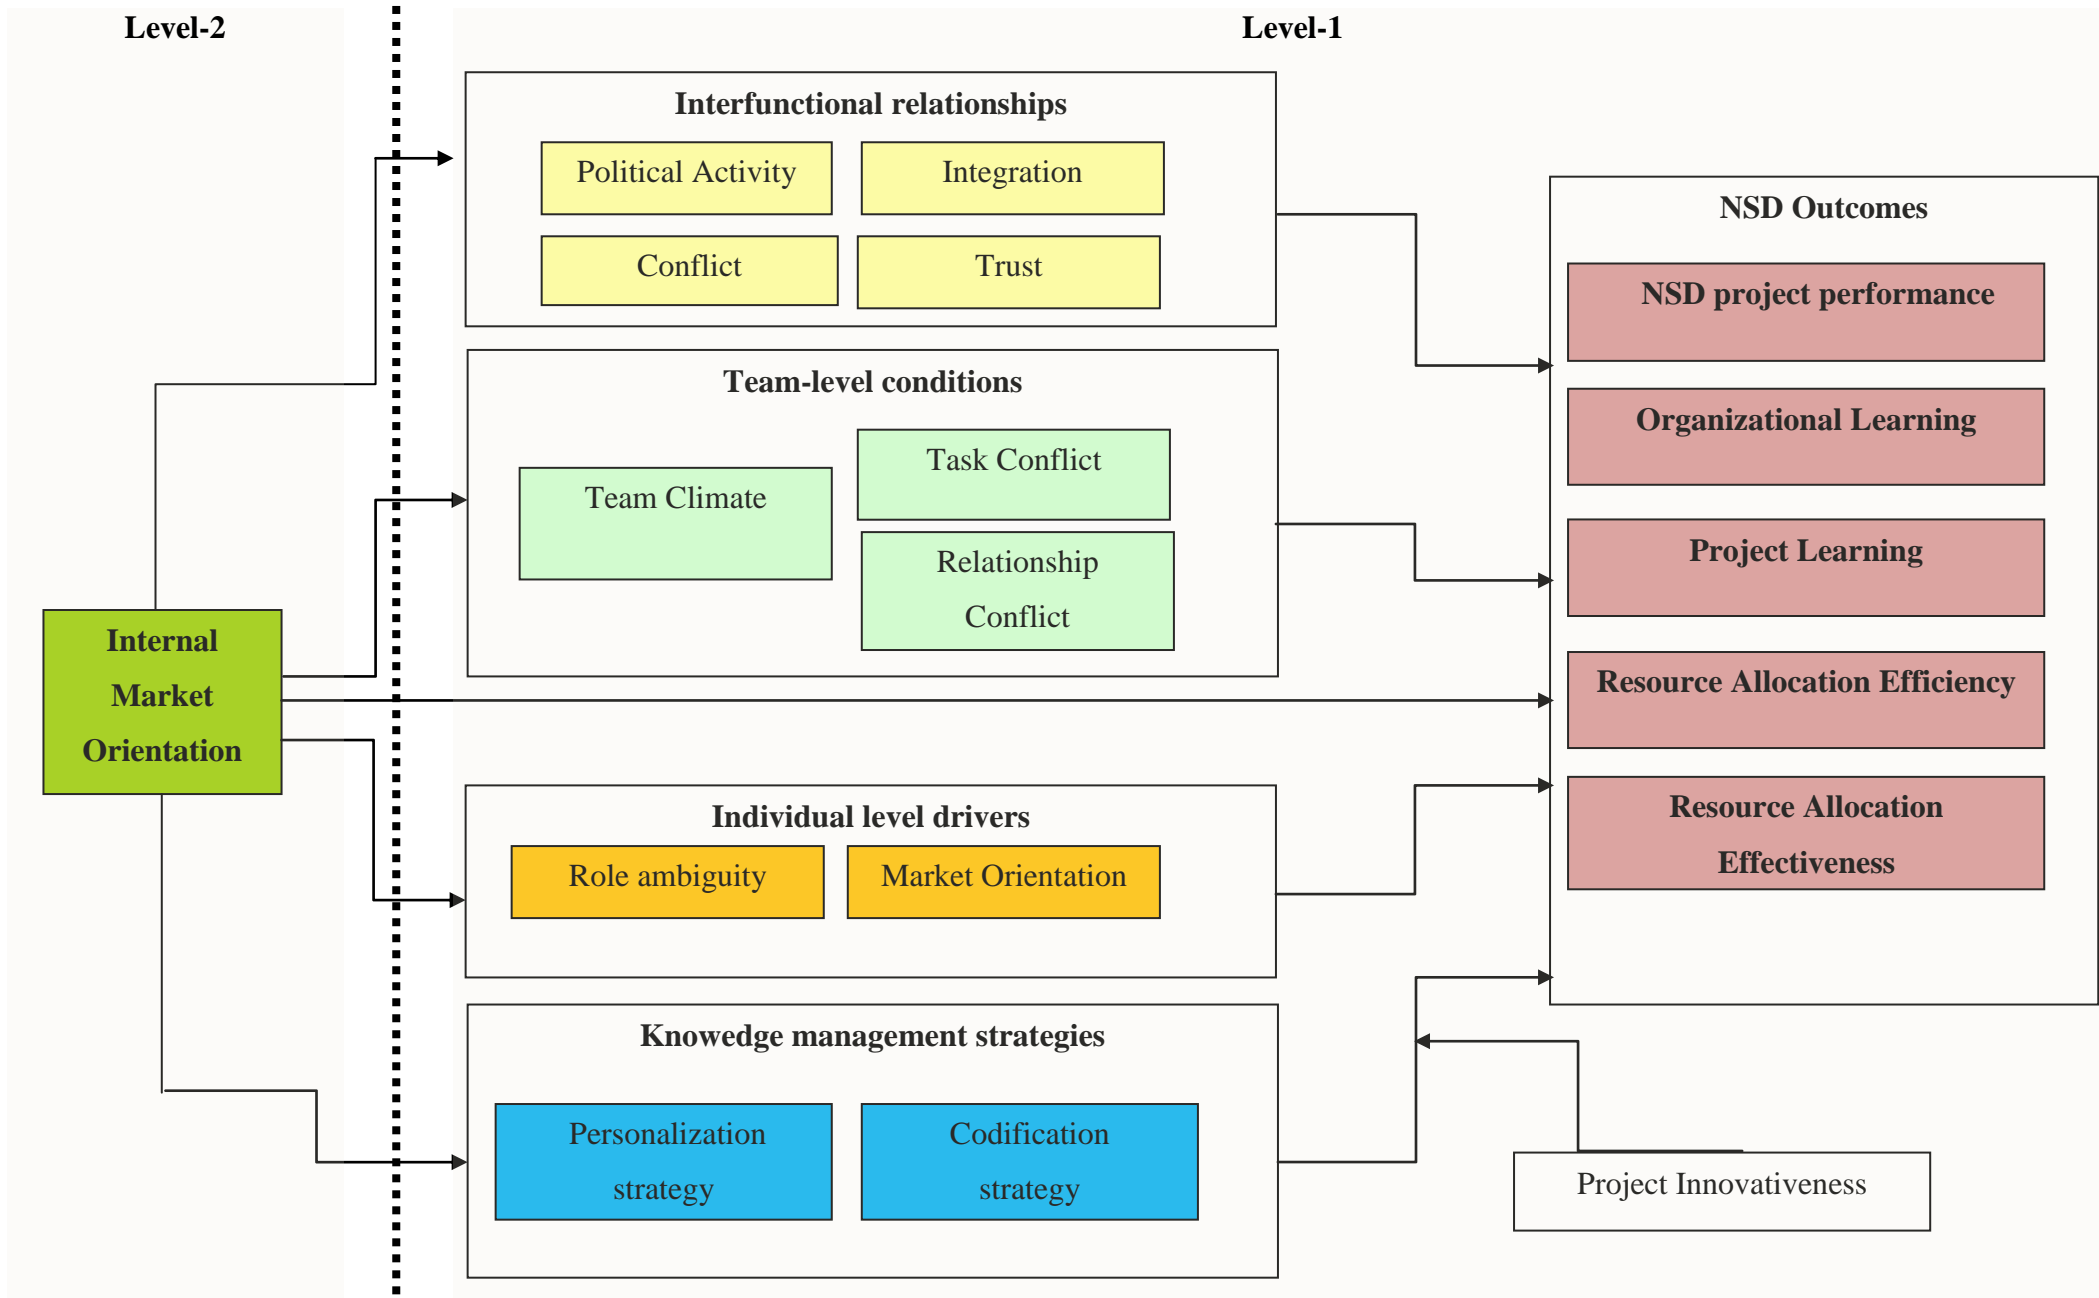 Level-2
Level-1
Interfunctional relationships
Political Activity
Integration
Conflict
Trust
Team-level conditions
Team Climate
Task Conflict
Relationship
Conflict
Internal
Market
Orientation
Individual level drivers
Role ambiguity
Market Orientation
Knowedge management strategies
Personalization
strategy
Codification
strategy
NSD Outcomes
NSD project performance
Organizational Learning
Project Learning
Resource Allocation Efficiency
Resource Allocation
Effectiveness
Project Innovativeness